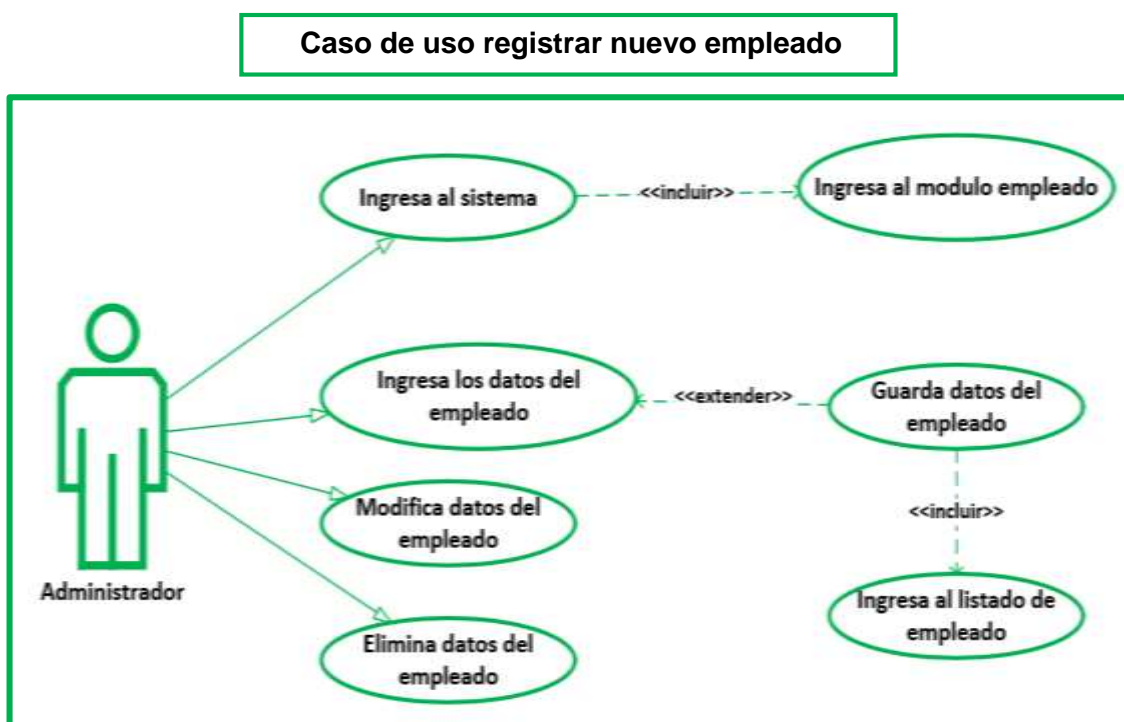 Caso de uso registrar nuevo empleado
Ingresa al sistema
<<incluir>>
Ingresa al modulo empleado
Ingresa los datos del
empleado
<<extender>>
Guarda datos del
empleado
Modifica datos del
empleado
<<incluir>>
Administrador
Ingresa al listado de
empleado
Elimina datos del
empleado